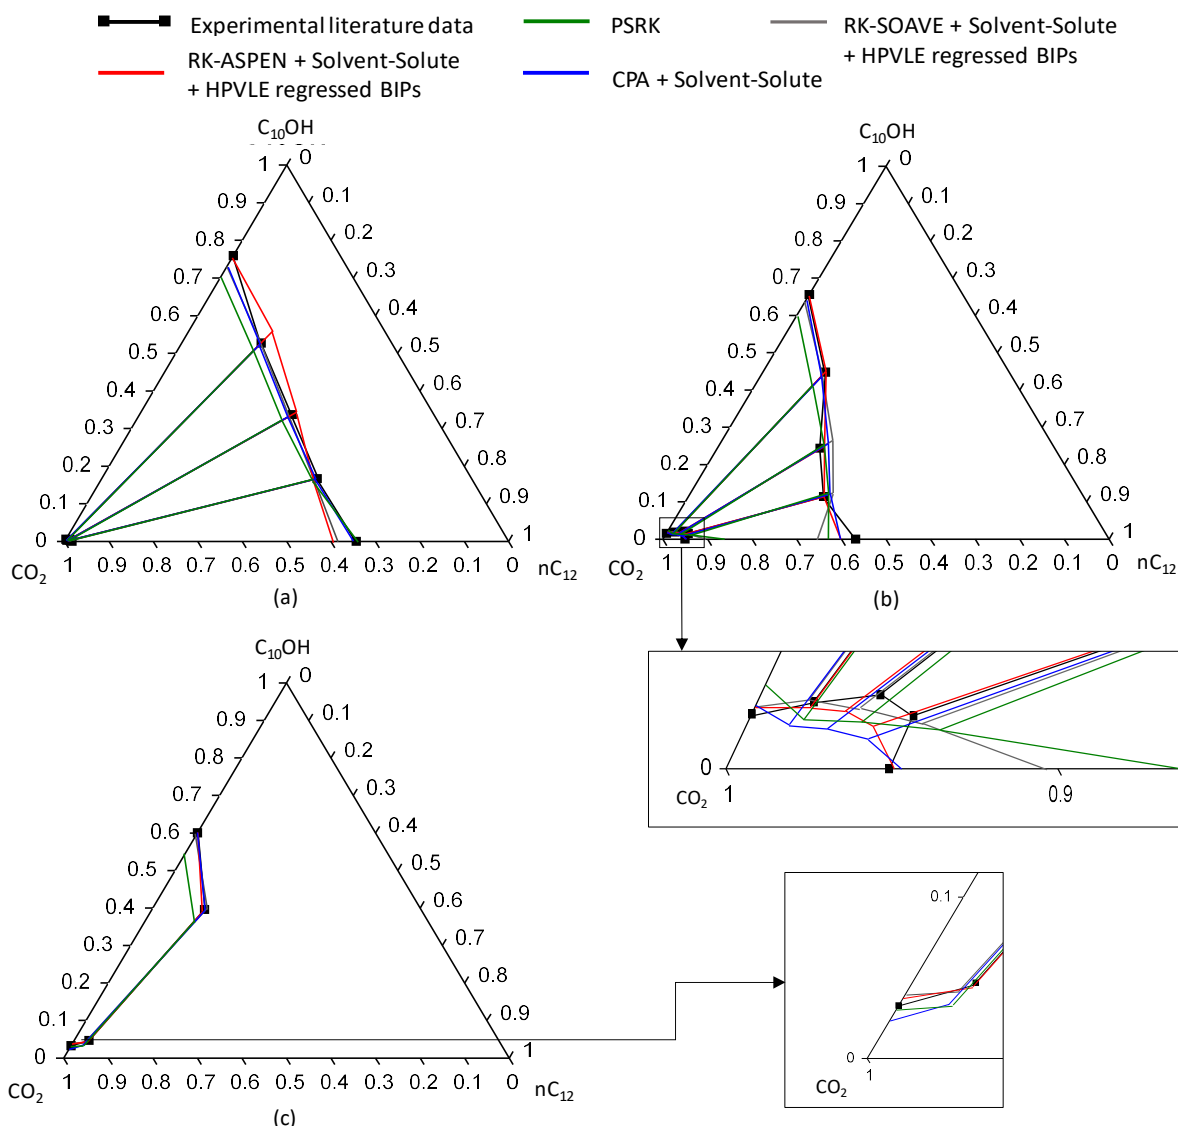 Experimental literature data
PSRK
RK-SOAVE + Solvent-Solute
+ HPVLE regressed BIPs
RK-ASPEN + Solvent-Solute
+ HPVLE regressed BIPs
CPA + Solvent-Solute
C₁₀OH
1 0
0.9 0.1
0.8 0.2
0.7 0.3
0.6 0.4
0.5 0.5
0.4 0.6
0.3 0.7
0.2 0.8
0.1 0.9
0 1
1 0.9 0.8 0.7 0.6 0.5 0.4 0.3 0.2 0.1 0
CO₂ nC₁₂
(a)
C₁₀OH
1 0
0.9 0.1
0.8 0.2
0.7 0.3
0.6 0.4
0.5 0.5
0.4 0.6
0.3 0.7
0.2 0.8
0.1 0.9
0 1
1 0.9 0.8 0.7 0.6 0.5 0.4 0.3 0.2 0.1 0
CO₂ nC₁₂
(b)
0
CO₂ 1 0.9
C₁₀OH
1 0
0.9 0.1
0.8 0.2
0.7 0.3
0.6 0.4
0.5 0.5
0.4 0.6
0.3 0.7
0.2 0.8
0.1 0.9
0 1
1 0.9 0.8 0.7 0.6 0.5 0.4 0.3 0.2 0.1 0
CO₂ nC₁₂
(c)
0.1
0
1
CO₂